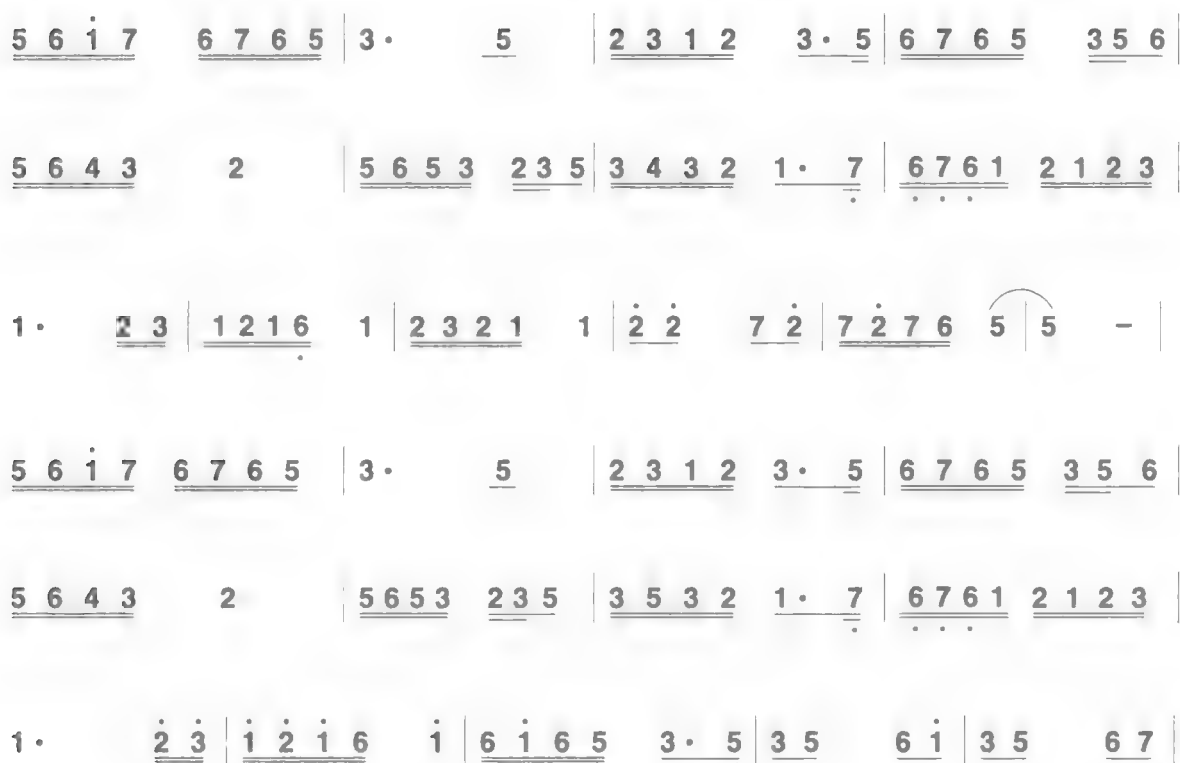 5 6 i̇ 7 6 7 6 5 | 3 · 5 | 2 3 1 2 3 · 5 | 6 7 6 5 3 5 6 |
5 6 4 3 2 | 5 6 5 3 2 3 5 | 3 4 3 2 1 · 7̣ | 6̣ 7̣ 6̣ 1 2 1 2 3 |
1 · 2 3 | 1 2 1 6̣ 1 | 2 3 2 1 1 | 2̇ 2̇ 7 2̇ | 7 2̇ 7 6 5 | 5 – |
5 6 1̇ 7 6 7 6 5 | 3 · 5 | 2 3 1 2 3 · 5 | 6 7 6 5 3 5 6 |
5 6 4 3 2 | 5 6 5 3 2 3 5 | 3 5 3 2 1 · 7̣ | 6̣ 7̣ 6̣ 1 2 1 2 3 |
1 · 2̇ 3̇ | 1̇ 2̇ 1̇ 6 1̇ | 6 1̇ 6 5 3 · 5 | 3 5 6 1̇ | 3 5 6 7 |